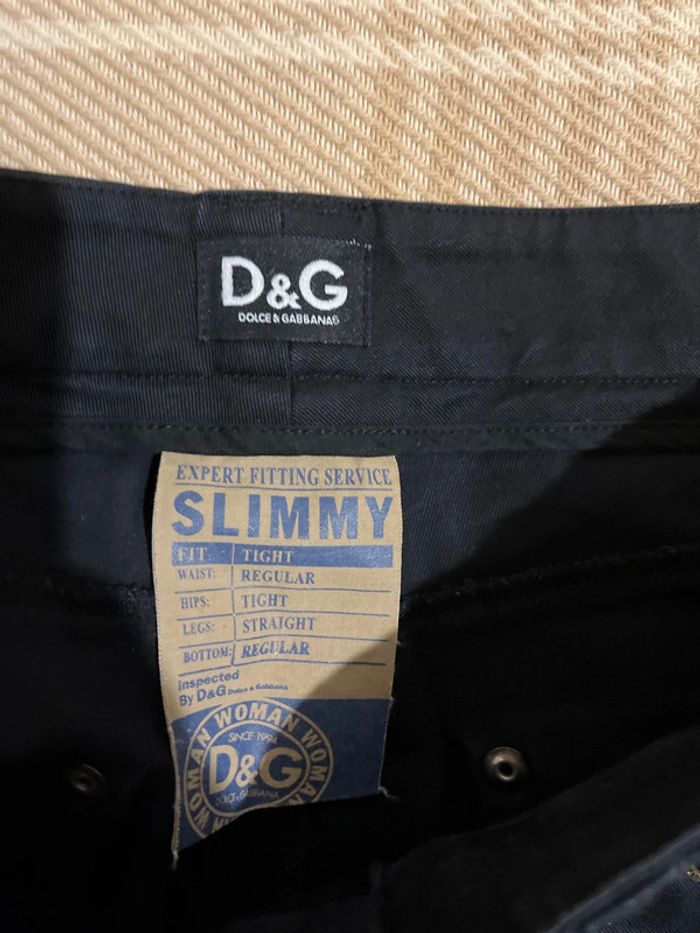 D&G
DOLCE & GABBANA
EXPERT FITTING SERVICE
SLIMMY
FIT: TIGHT
WAIST: REGULAR
HIPS: TIGHT
LEGS: STRAIGHT
BOTTOM: REGULAR
Inspected
By D&G Dolce & Gabbana
WOMAN WOMAN WOMAN WOMAN
SINCE 1994
D&G
DOLCE & GABBANA